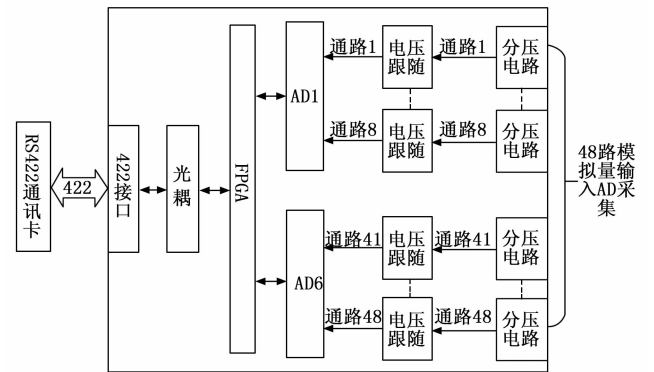 通路1
电压跟随
通路1
分压电路
AD1
通路8
电压跟随
通路8
分压电路
RS422通讯卡
422
422接口
光耦
FPGA
48路模拟量输入AD采集
通路41
电压跟随
通路41
分压电路
AD6
通路48
电压跟随
通路48
分压电路